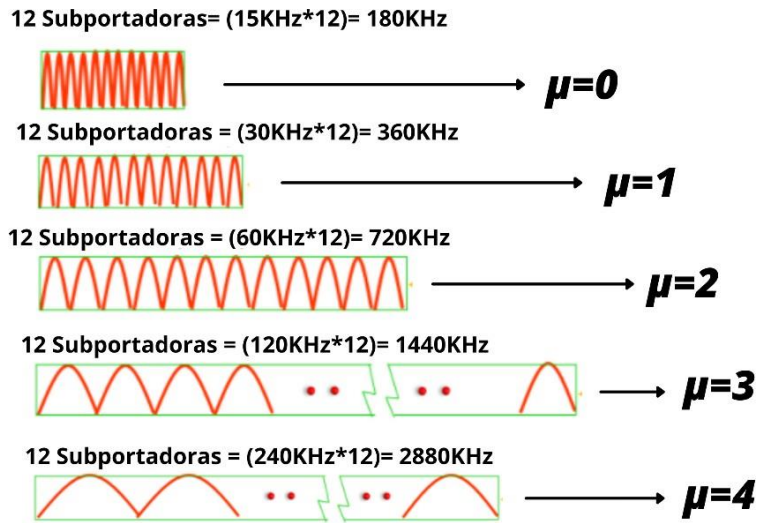 12 Subportadoras= (15KHz*12)= 180KHz
μ=0
12 Subportadoras = (30KHz*12)= 360KHz
μ=1
12 Subportadoras = (60KHz*12)= 720KHz
μ=2
12 Subportadoras = (120KHz*12)= 1440KHz
μ=3
12 Subportadoras = (240KHz*12)= 2880KHz
μ=4